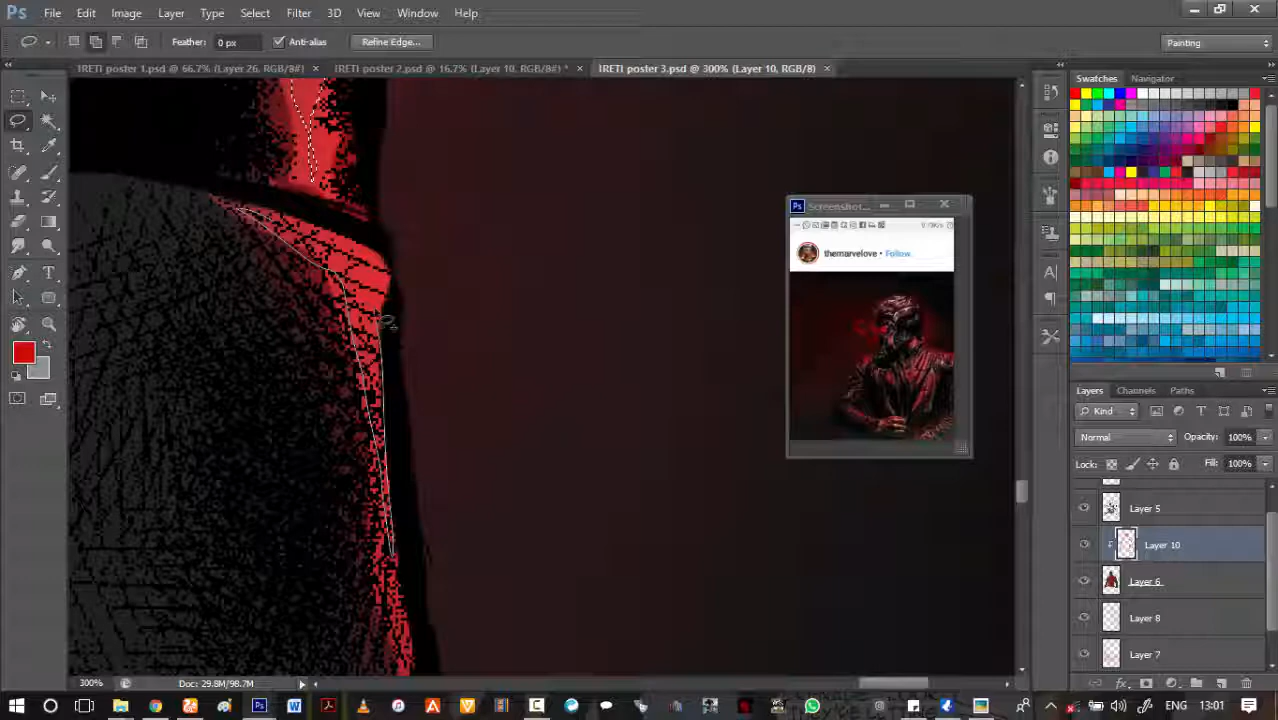 Ps File Edit Image Layer Type Select Filter 3D View Window Help
Feather: 0 px Anti-alias Refine Edge... Painting
IRETI poster 1.psd @ 66.7% (Layer 26, RGB/8#) × IRETI poster 2.psd @ 16.7% (Layer 10, RGB/8#) * × IRETI poster 3.psd @ 300% (Layer 10, RGB/8) ×
Swatches Navigator
Ps Screenshot...
themarvelove • Follow
Layers Channels Paths
Kind
Normal Opacity: 100%
Lock: Fill: 100%
Layer 5
Layer 10
Layer 6
Layer 8
Layer 7
300% Doc: 29.8M/98.7M
ENG 13:01